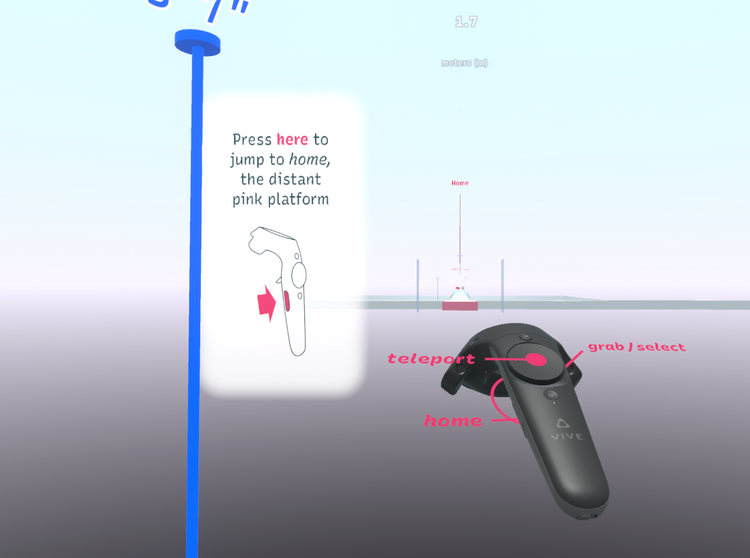 7"
1.7
meters (m)
Press here to
jump to home,
the distant
pink platform
Home
teleport
grab / select
home
VIVE